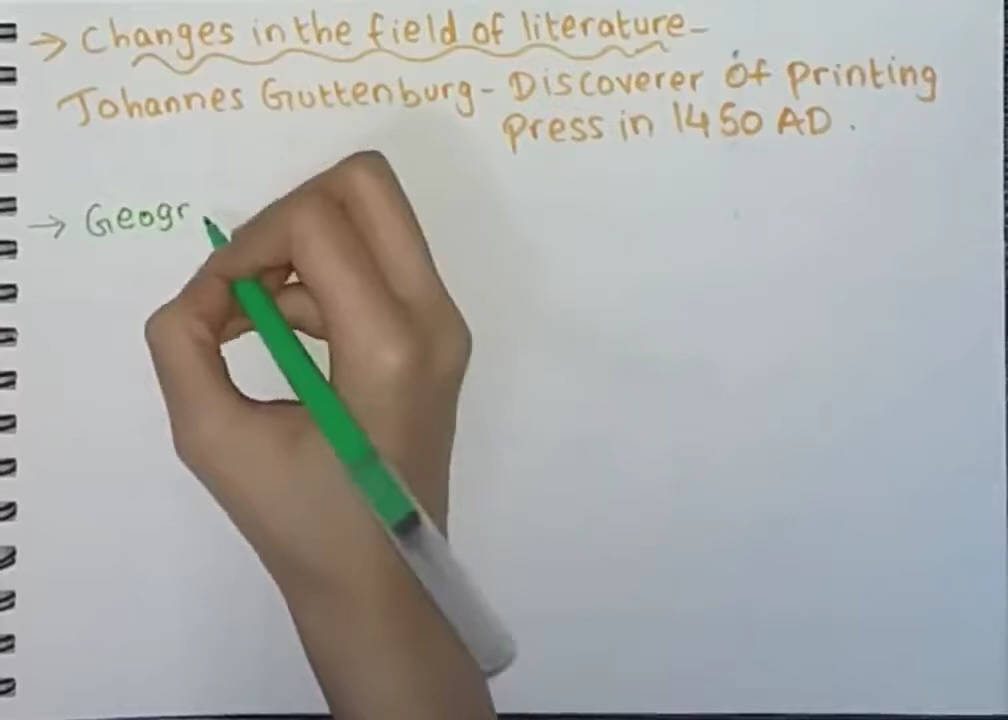 → Changes in the field of literature-
Johannes Guttenburg - Discoverer of printing
press in 1450 AD.
→ Geogr